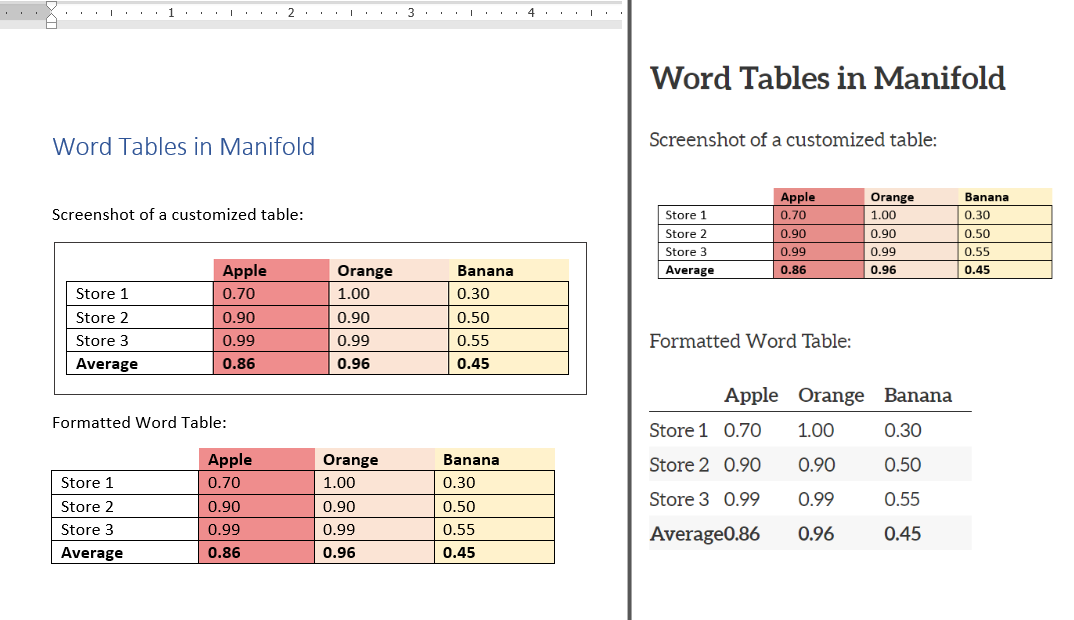 1 2 3 4
Word Tables in Manifold
Screenshot of a customized table:
Apple Orange Banana
Store 1 0.70 1.00 0.30
Store 2 0.90 0.90 0.50
Store 3 0.99 0.99 0.55
Average 0.86 0.96 0.45
Formatted Word Table:
Apple Orange Banana
Store 1 0.70 1.00 0.30
Store 2 0.90 0.90 0.50
Store 3 0.99 0.99 0.55
Average 0.86 0.96 0.45
Word Tables in Manifold
Screenshot of a customized table:
Apple Orange Banana
Store 1 0.70 1.00 0.30
Store 2 0.90 0.90 0.50
Store 3 0.99 0.99 0.55
Average 0.86 0.96 0.45
Formatted Word Table:
Apple Orange Banana
Store 1 0.70 1.00 0.30
Store 2 0.90 0.90 0.50
Store 3 0.99 0.99 0.55
Average 0.86 0.96 0.45